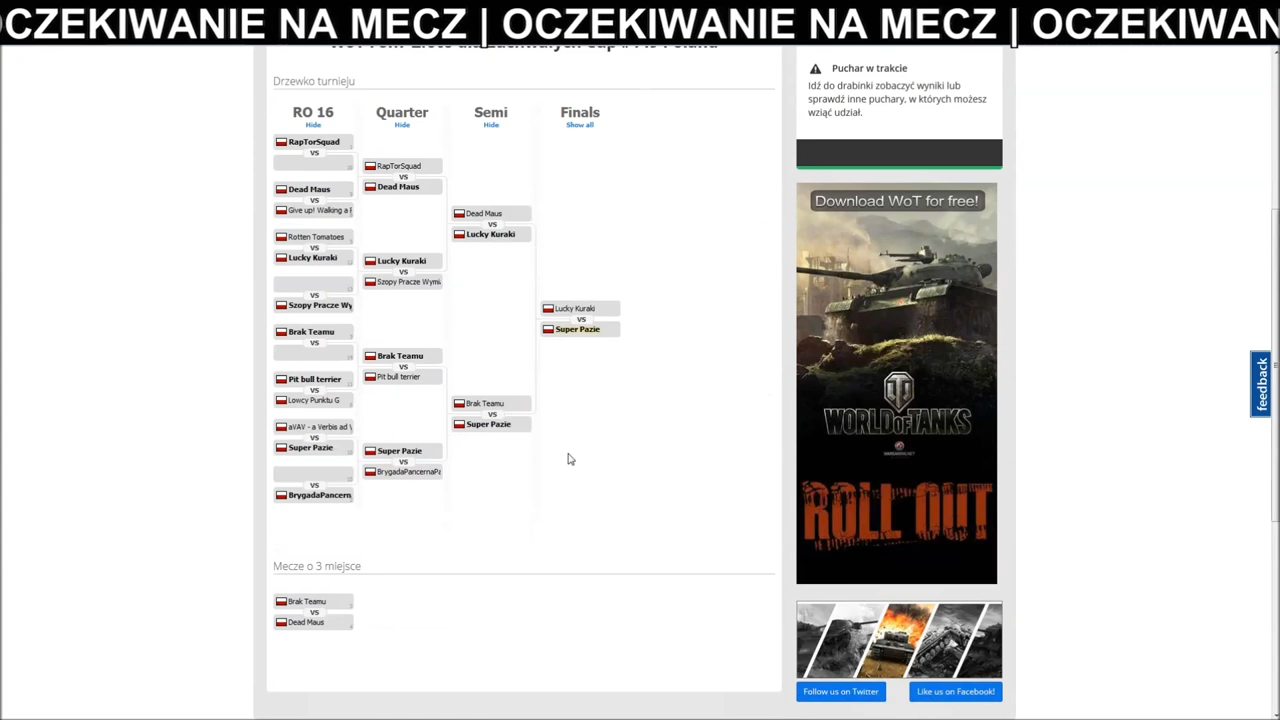 OCZEKIWANIE NA MECZ | OCZEKIWANIE NA MECZ | OCZEKIWAN
Drzewko turnieju
RO 16
Hide
Quarter
Hide
Semi
Hide
Finals
Show all
RapTorSquad
VS
Dead Maus
VS
Give up! Walking a
Rotten Tomatoes
VS
Lucky Kuraki
VS
Szopy Pracze Wy
Brak Teamu
VS
Pit bull terrier
VS
Lowcy Punktu G
aVAV - a Verbis ad
VS
Super Pazie
VS
BrygadaPancern
RapTorSquad
VS
Dead Maus
Lucky Kuraki
VS
Szopy Pracze Wymi
Brak Teamu
VS
Pit bull terrier
Super Pazie
VS
BrygadaPancernaPa
Dead Maus
VS
Lucky Kuraki
Brak Teamu
VS
Super Pazie
Lucky Kuraki
VS
Super Pazie
Mecze o 3 miejsce
Brak Teamu
VS
Dead Maus
Puchar w trakcie
Idź do drabinki zobaczyć wyniki lub
sprawdź inne puchary, w których możesz
wziąć udział.
Download WoT for free!
WORLD OF TANKS
ROLL OUT
Follow us on Twitter
Like us on Facebook!
feedback